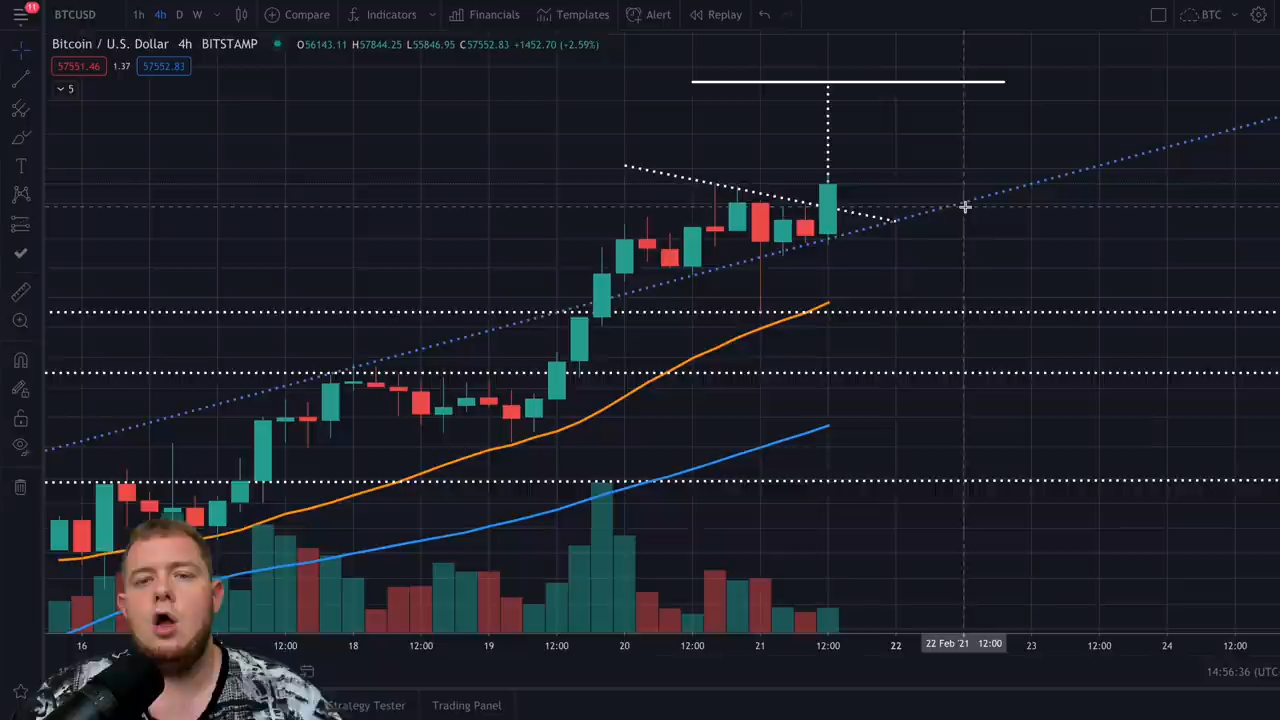 11
BTCUSD 1h 4h D W Compare Indicators Financials Templates Alert Replay BTC
Bitcoin / U.S. Dollar 4h BITSTAMP O56143.11 H57844.25 L55846.95 C57552.83 +1452.70 (+2.59%)
57551.46 1.37 57552.83
5
16 12:00 18 12:00 19 12:00 20 12:00 21 12:00 22 22 Feb '21 12:00 23 12:00 24 12:00
14:56:36 (UTC
Strategy Tester Trading Panel